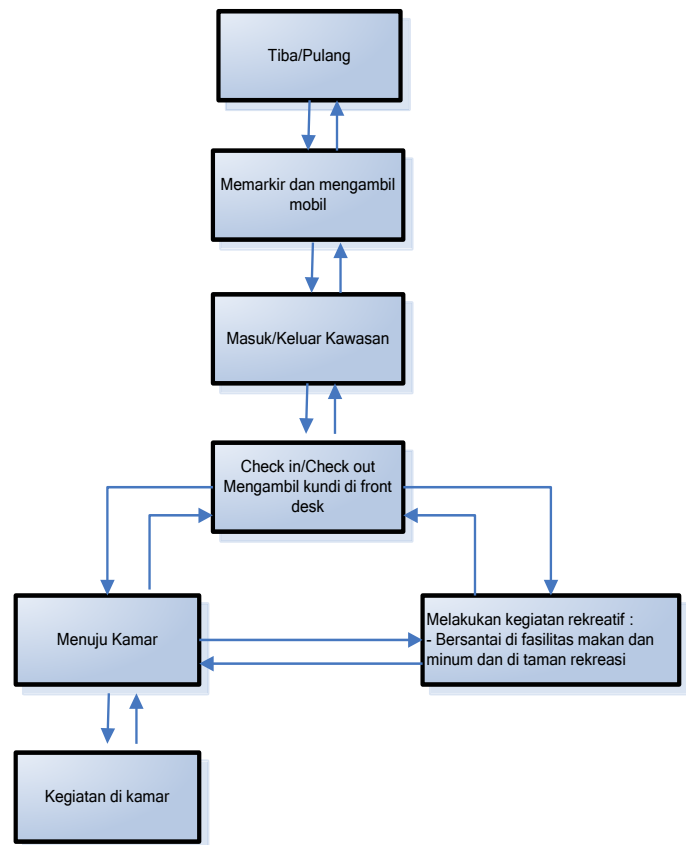 Tiba/Pulang
Memarkir dan mengambil
mobil
Masuk/Keluar Kawasan
Check in/Check out
Mengambil kundi di front
desk
Menuju Kamar
Melakukan kegiatan rekreatif :
- Bersantai di fasilitas makan dan
minum dan di taman rekreasi
Kegiatan di kamar